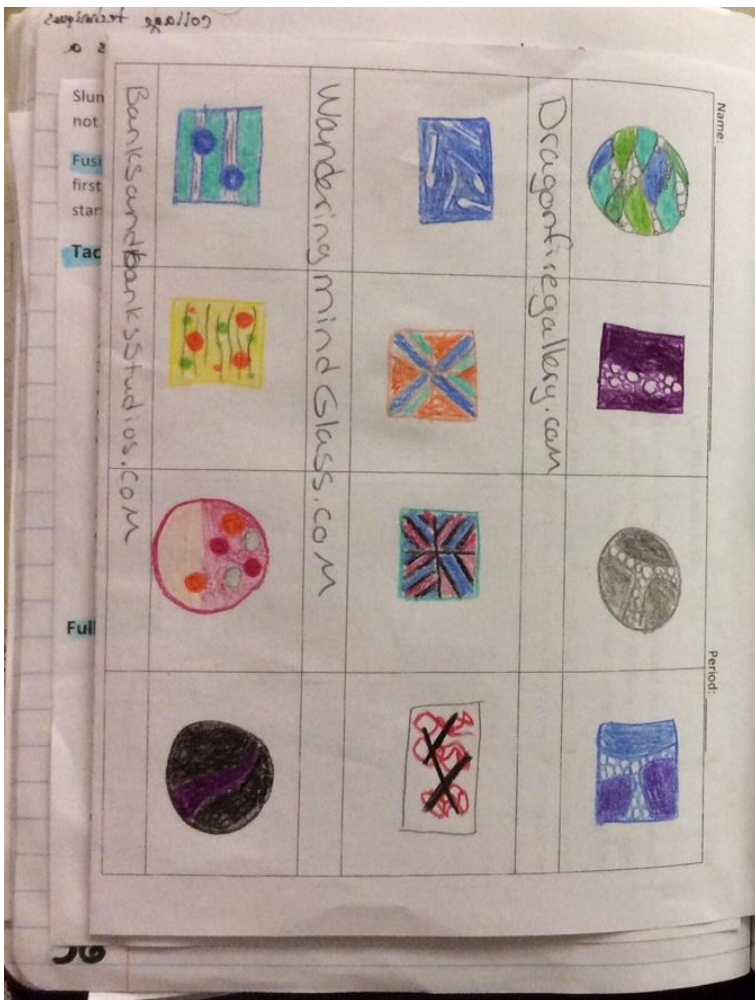 Name:
Period:
Dragonfiregallery.com
WanderingmindGlass.com
BanksandbanksStudios.com
collage techniques
s a
Slum
not
Fusi
first
star
Tac
Full